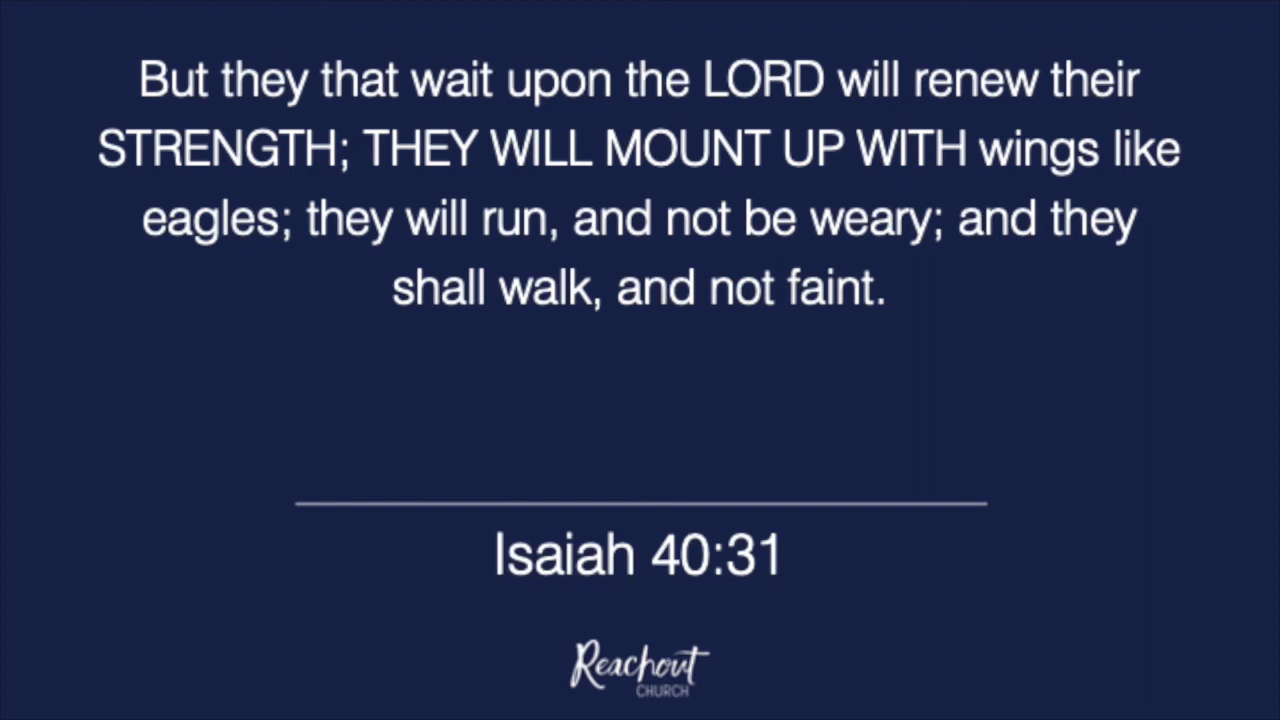 But they that wait upon the LORD will renew their
STRENGTH; THEY WILL MOUNT UP WITH wings like
eagles; they will run, and not be weary; and they
shall walk, and not faint.
Isaiah 40:31
Reachout
CHURCH